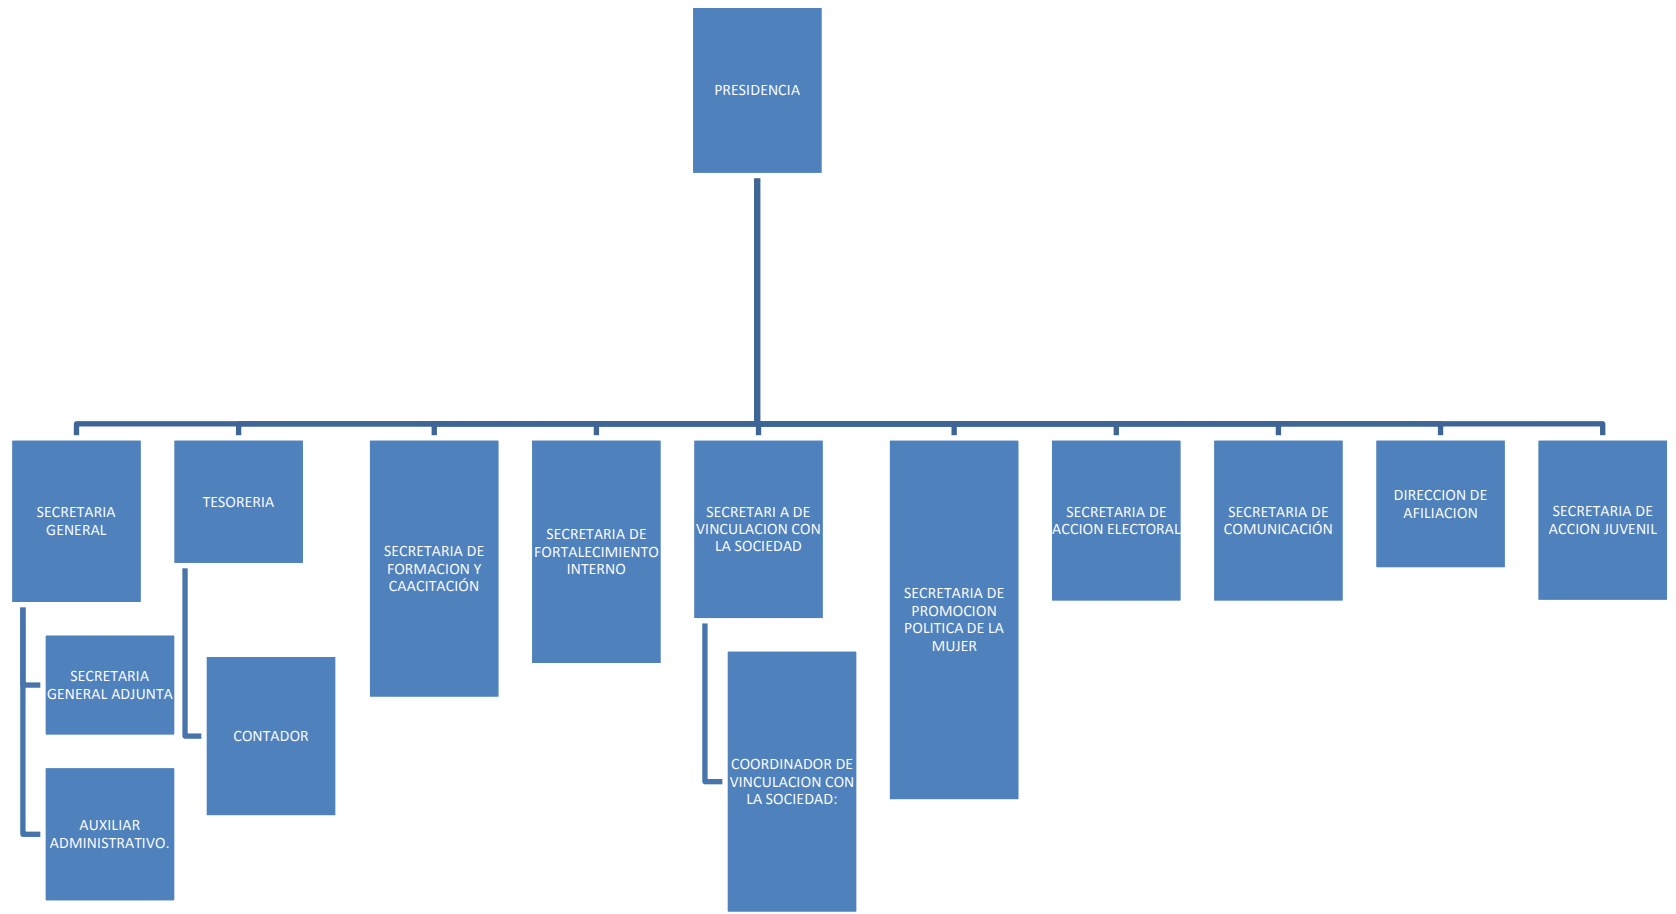 PRESIDENCIA
SECRETARIA
GENERAL
SECRETARIA
GENERAL ADJUNTA
AUXILIAR
ADMINISTRATIVO.
TESORERIA
CONTADOR
SECRETARIA DE
FORMACION Y
CAACITACIÓN
SECRETARIA DE
FORTALECIMIENTO
INTERNO
SECRETARI A DE
VINCULACION CON
LA SOCIEDAD
COORDINADOR DE
VINCULACION CON
LA SOCIEDAD:
SECRETARIA DE
PROMOCION
POLITICA DE LA
MUJER
SECRETARIA DE
ACCION ELECTORAL
SECRETARIA DE
COMUNICACIÓN
DIRECCION DE
AFILIACION
SECRETARIA DE
ACCION JUVENIL